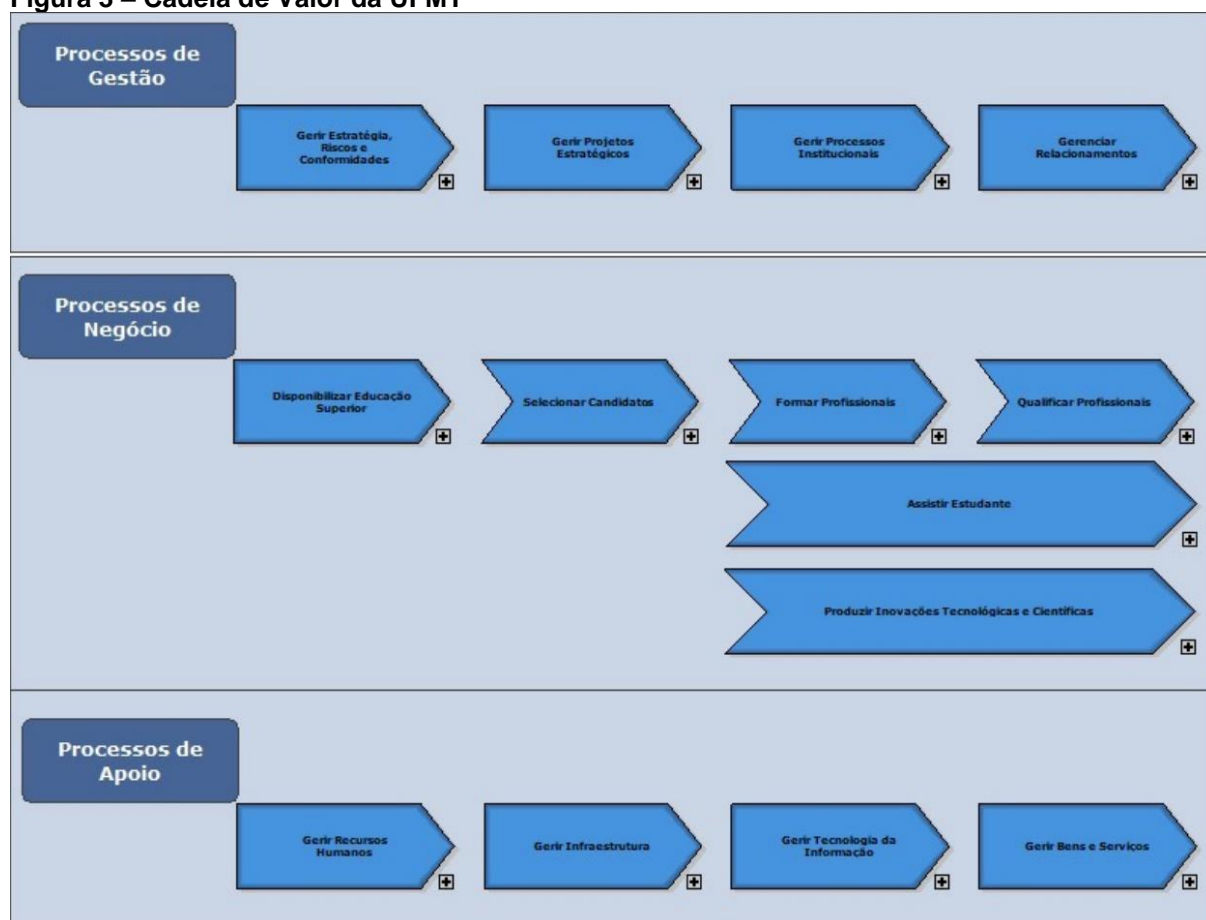 Figura 3 – Cadeia de Valor da UFMT
Processos de
Gestão
Gerir Estratégia,
Riscos e
Conformidades
Gerir Projetos
Estratégicos
Gerir Processos
Institucionais
Gerenciar
Relacionamentos
Processos de
Negócio
Disponibilizar Educação
Superior
Selecionar Candidatos
Formar Profissionais
Qualificar Profissionais
Assistir Estudante
Produzir Inovações Tecnológicas e Científicas
Processos de
Apoio
Gerir Recursos
Humanos
Gerir Infraestrutura
Gerir Tecnologia da
Informação
Gerir Bens e Serviços